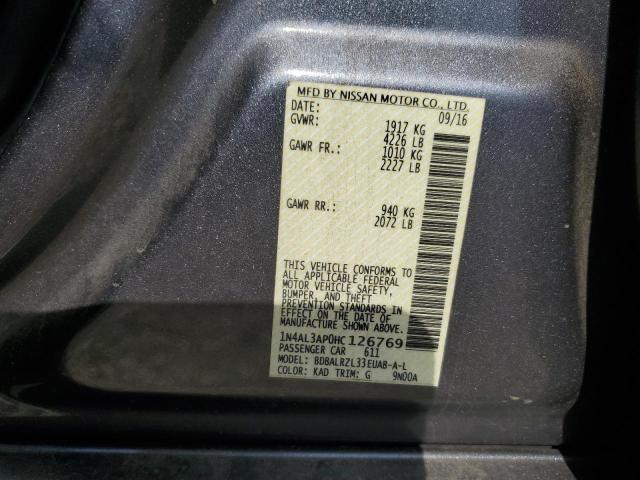 MFD BY NISSAN MOTOR CO., LTD.
DATE: 09/16
GVWR: 1917 KG
4226 LB
GAWR FR.: 1010 KG
2227 LB
GAWR RR.: 940 KG
2072 LB
THIS VEHICLE CONFORMS TO
ALL APPLICABLE FEDERAL
MOTOR VEHICLE SAFETY,
BUMPER, AND THEFT
PREVENTION STANDARDS IN
EFFECT ON THE DATE OF
MANUFACTURE SHOWN ABOVE.
1N4AL3AP0HC126769
PASSENGER CAR 611
MODEL: BDBALRZL33EUAB-A-L
COLOR: KAD TRIM: G 9N00A